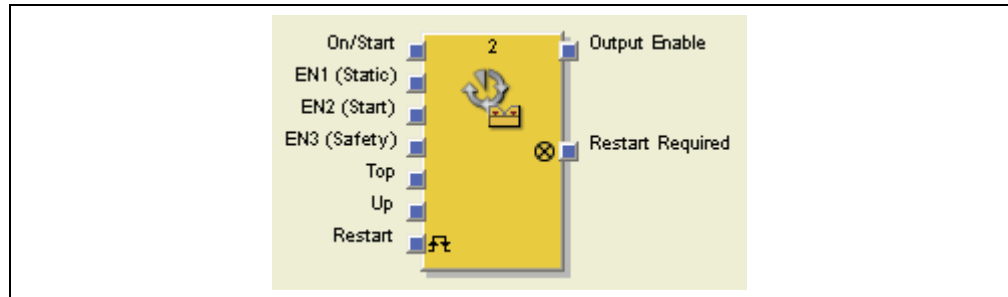 On/Start
EN1 (Static)
EN2 (Start)
EN3 (Safety)
Top
Up
Restart
2
Output Enable
Restart Required